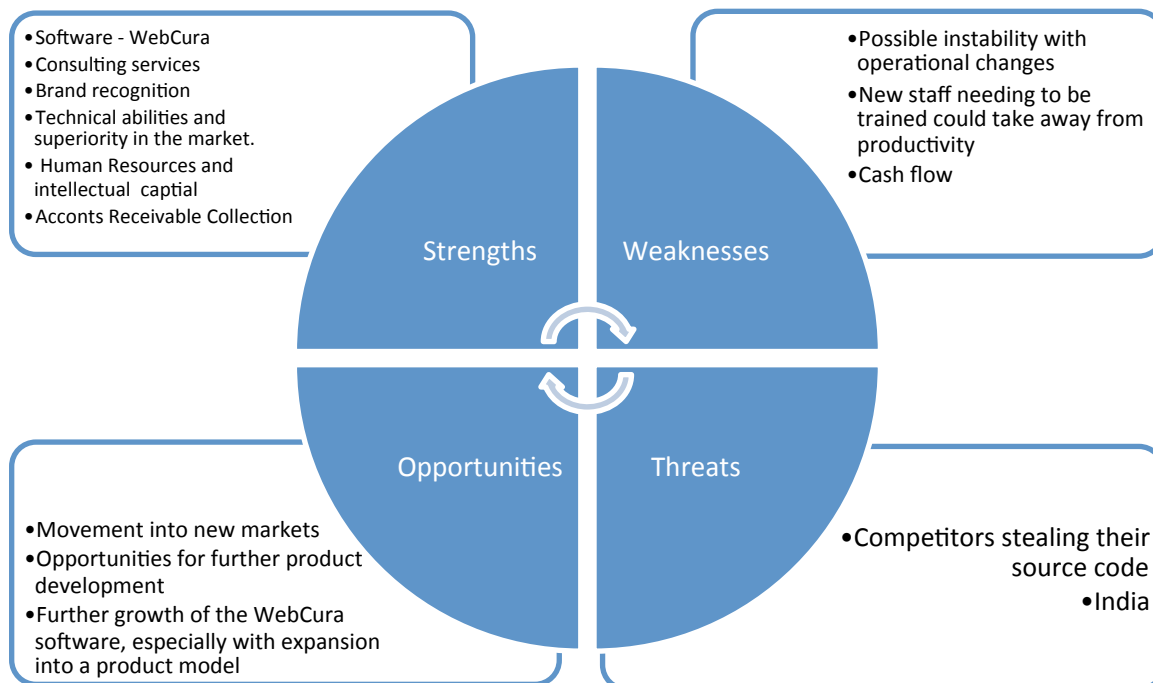 •Software - WebCura
•Consulting services
•Brand recognition
•Technical abilities and
superiority in the market.
• Human Resources and
intellectual captial
•Acconts Receivable Collection
•Possible instability with
operational changes
•New staff needing to be
trained could take away from
productivity
•Cash flow
Strengths
Weaknesses
Opportunities
Threats
•Movement into new markets
•Opportunities for further product
development
•Further growth of the WebCura
software, especially with expansion
into a product model
•Competitors stealing their
source code
•India